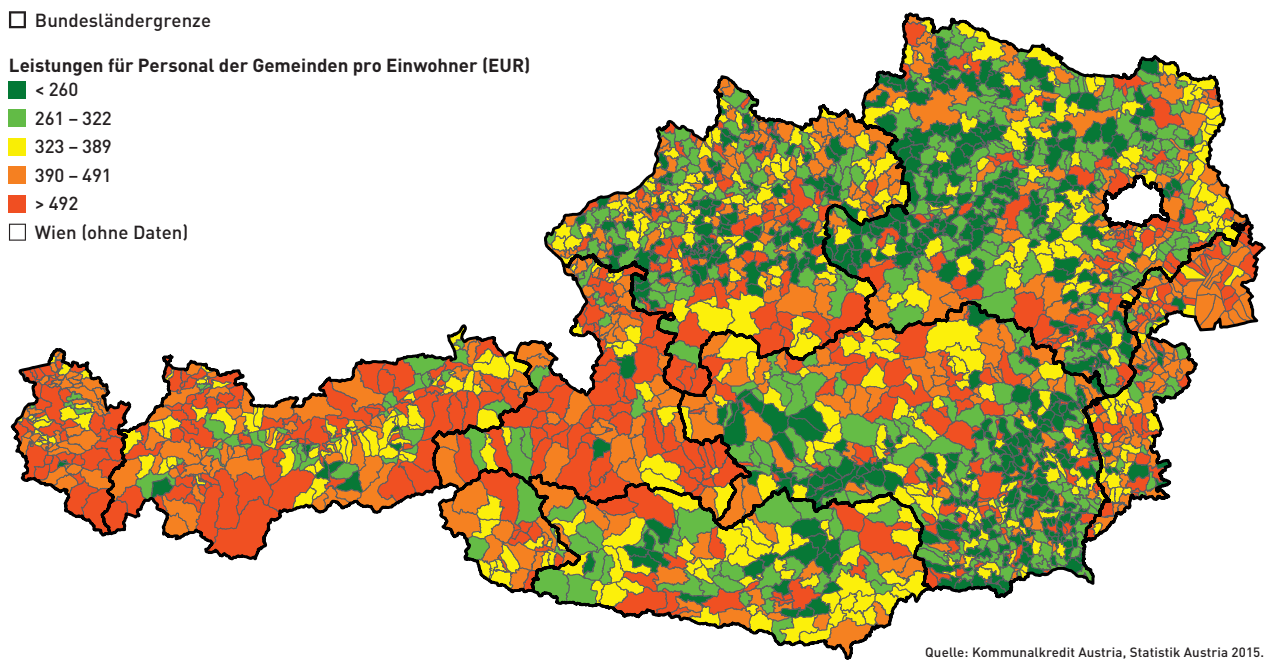 Bundesländergrenze
Leistungen für Personal der Gemeinden pro Einwohner (EUR)
< 260
261 – 322
323 – 389
390 – 491
> 492
Wien (ohne Daten)
Quelle: Kommunalkredit Austria, Statistik Austria 2015.